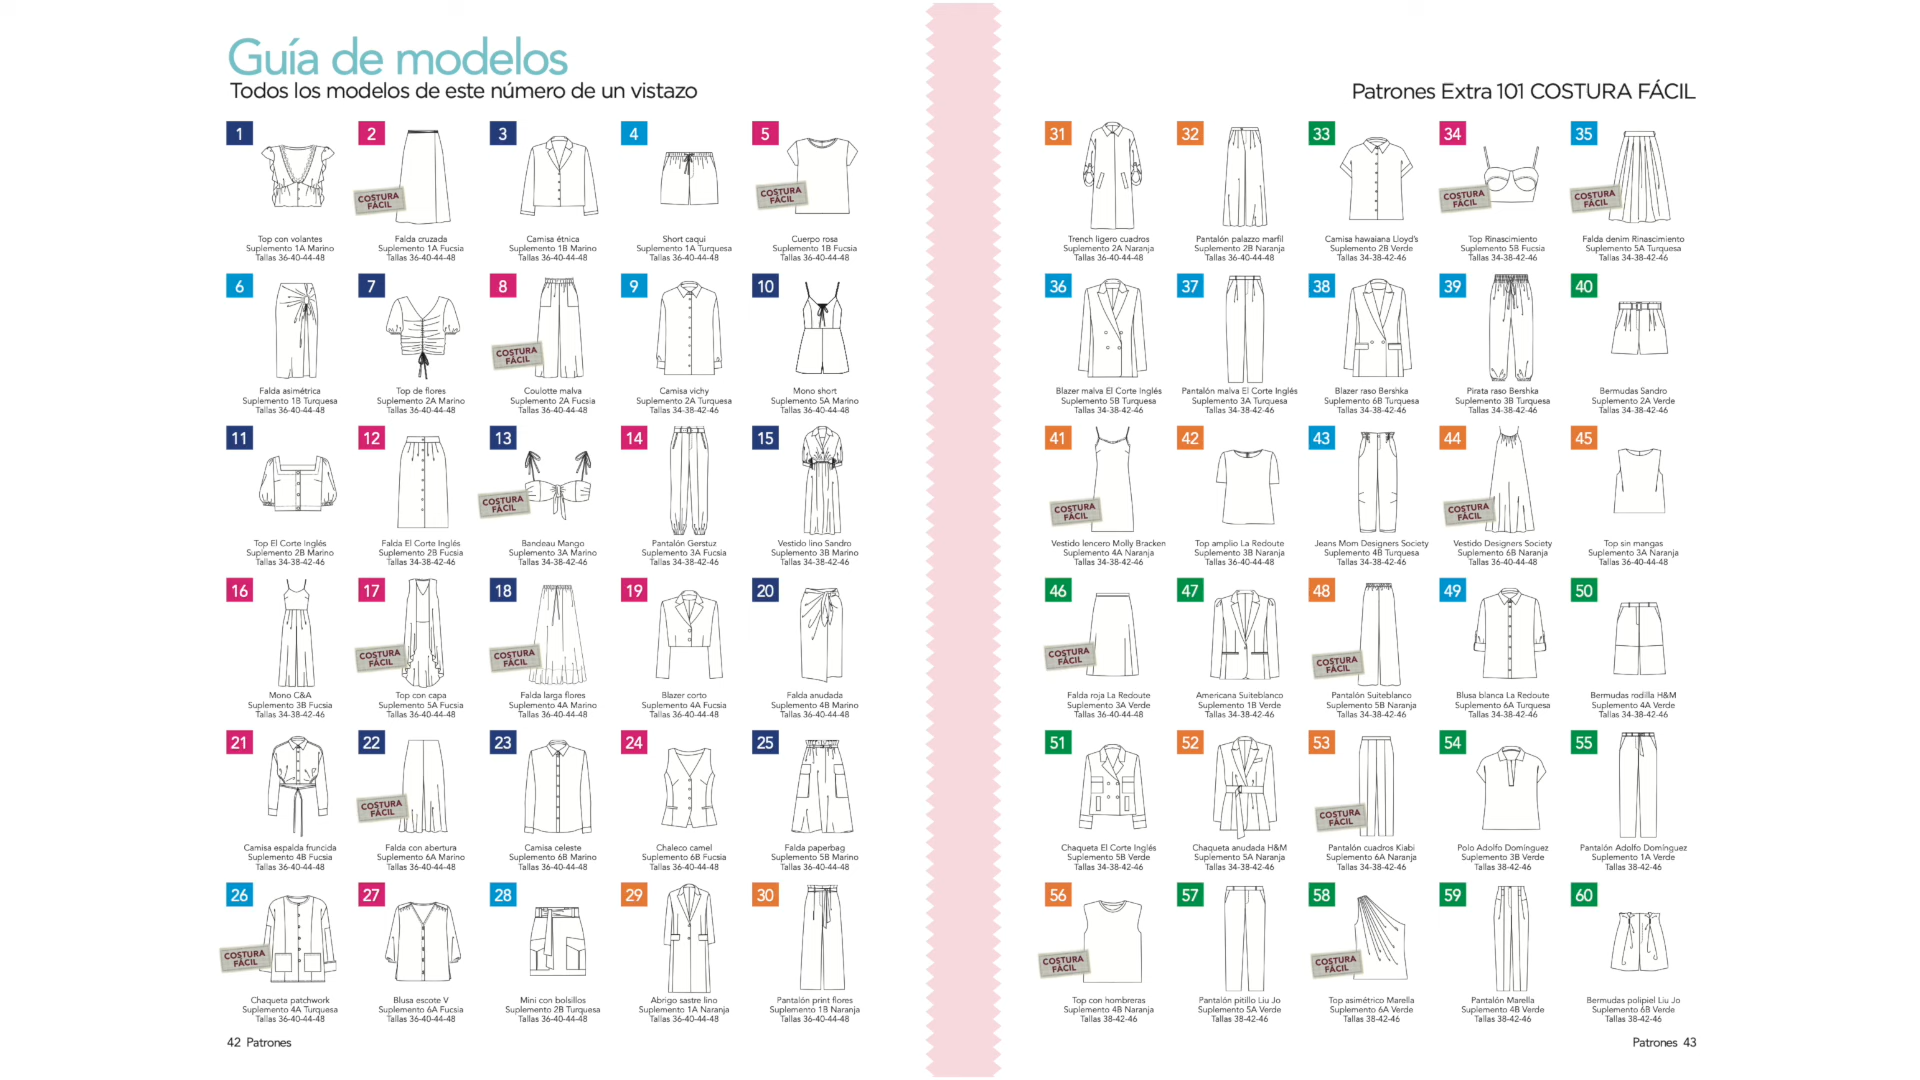 Guía de modelos
Todos los modelos de este número de un vistazo
1
2
3
4
5
COSTURA
FÁCIL
COSTURA
FÁCIL
Top con volantes
Suplemento 1A Marino
Tallas 36-40-44-48
Falda cruzada
Suplemento 1A Fucsia
Tallas 36-40-44-48
Camisa étnica
Suplemento 1B Marino
Tallas 36-40-44-48
Short caqui
Suplemento 1A Turquesa
Tallas 36-40-44-48
Cuerpo rosa
Suplemento 1B Fucsia
Tallas 36-40-44-48
6
7
8
9
10
COSTURA
FÁCIL
Falda asimétrica
Suplemento 1B Turquesa
Tallas 36-40-44-48
Top de flores
Suplemento 2A Marino
Tallas 36-40-44-48
Coulotte malva
Suplemento 2A Fucsia
Tallas 36-40-44-48
Camisa vichy
Suplemento 2A Turquesa
Tallas 34-38-42-46
Mono short
Suplemento 5A Marino
Tallas 36-40-44-48
11
12
13
14
15
COSTURA
FÁCIL
Top El Corte Inglés
Suplemento 2B Marino
Tallas 34-38-42-46
Falda El Corte Inglés
Suplemento 2B Fucsia
Tallas 34-38-42-46
Bandeau Mango
Suplemento 3A Marino
Tallas 34-38-42-46
Pantalón Gerstuz
Suplemento 3A Fucsia
Tallas 34-38-42-46
Vestido lino Sandro
Suplemento 3B Marino
Tallas 34-38-42-46
16
17
18
19
20
COSTURA
FÁCIL
COSTURA
FÁCIL
Mono C&A
Suplemento 3B Fucsia
Tallas 34-38-42-46
Top con capa
Suplemento 5A Fucsia
Tallas 36-40-44-48
Falda larga flores
Suplemento 4A Marino
Tallas 36-40-44-48
Blazer corto
Suplemento 4A Fucsia
Tallas 36-40-44-48
Falda anudada
Suplemento 4B Marino
Tallas 36-40-44-48
21
22
23
24
25
COSTURA
FÁCIL
Camisa espalda fruncida
Suplemento 4B Fucsia
Tallas 36-40-44-48
Falda con abertura
Suplemento 6A Marino
Tallas 36-40-44-48
Camisa celeste
Suplemento 6B Marino
Tallas 36-40-44-48
Chaleco camel
Suplemento 6B Fucsia
Tallas 36-40-44-48
Falda paperbag
Suplemento 5B Marino
Tallas 36-40-44-48
26
27
28
29
30
COSTURA
FÁCIL
Chaqueta patchwork
Suplemento 4A Turquesa
Tallas 36-40-44-48
Blusa escote V
Suplemento 6A Fucsia
Tallas 36-40-44-48
Mini con bolsillos
Suplemento 2B Turquesa
Tallas 36-40-44-48
Abrigo sastre lino
Suplemento 1A Naranja
Tallas 36-40-44-48
Pantalón print flores
Suplemento 1B Naranja
Tallas 36-40-44-48
42 Patrones
Patrones Extra 101 COSTURA FÁCIL
31
32
33
34
35
COSTURA
FÁCIL
COSTURA
FÁCIL
Trench ligero cuadros
Suplemento 2A Naranja
Tallas 36-40-44-48
Pantalón palazzo marfil
Suplemento 2B Naranja
Tallas 36-40-44-48
Camisa hawaiana Lloyd's
Suplemento 2B Verde
Tallas 34-38-42-46
Top Rinascimiento
Suplemento 5B Fucsia
Tallas 34-38-42-46
Falda denim Rinascimiento
Suplemento 5A Turquesa
Tallas 34-38-42-46
36
37
38
39
40
Blazer malva El Corte Inglés
Suplemento 5B Turquesa
Tallas 34-38-42-46
Pantalón malva El Corte Inglés
Suplemento 3A Turquesa
Tallas 34-38-42-46
Blazer raso Bershka
Suplemento 6B Turquesa
Tallas 34-38-42-46
Pirata raso Bershka
Suplemento 3B Turquesa
Tallas 34-38-42-46
Bermudas Sandro
Suplemento 2A Verde
Tallas 34-38-42-46
41
42
43
44
45
COSTURA
FÁCIL
COSTURA
FÁCIL
Vestido lencero Molly Bracken
Suplemento 4A Naranja
Tallas 34-38-42-46
Top amplio La Redoute
Suplemento 3B Naranja
Tallas 34-38-42-46
Jeans Mom Designers Society
Suplemento 4B Turquesa
Tallas 34-38-42-46
Vestido Designers Society
Suplemento 6B Naranja
Tallas 36-40-44-48
Top sin mangas
Suplemento 3A Naranja
Tallas 36-40-44-48
46
47
48
49
50
COSTURA
FÁCIL
COSTURA
FÁCIL
Falda roja La Redoute
Suplemento 3A Verde
Tallas 36-40-44-48
Americana Suiteblanco
Suplemento 1B Verde
Tallas 34-38-42-46
Pantalón Suiteblanco
Suplemento 5B Naranja
Tallas 34-38-42-46
Blusa blanca La Redoute
Suplemento 6A Turquesa
Tallas 34-38-42-46
Bermudas rodilla H&M
Suplemento 4A Verde
Tallas 34-38-42-46
51
52
53
54
55
COSTURA
FÁCIL
Chaqueta El Corte Inglés
Suplemento 5B Verde
Tallas 34-38-42-46
Chaqueta anudada H&M
Suplemento 5A Naranja
Tallas 34-38-42-46
Pantalón cuadros Kiabi
Suplemento 6A Naranja
Tallas 34-38-42-46
Polo Adolfo Domínguez
Suplemento 3B Verde
Tallas 38-42-46
Pantalón Adolfo Domínguez
Suplemento 1A Verde
Tallas 38-42-46
56
57
58
59
60
COSTURA
FÁCIL
COSTURA
FÁCIL
Top con hombreras
Suplemento 4B Naranja
Tallas 38-42-46
Pantalón pitillo Liu Jo
Suplemento 5A Verde
Tallas 38-42-46
Top asimétrico Marella
Suplemento 6A Verde
Tallas 38-42-46
Pantalón Marella
Suplemento 4B Verde
Tallas 38-42-46
Bermudas polipiel Liu Jo
Suplemento 6B Verde
Tallas 38-42-46
Patrones 43